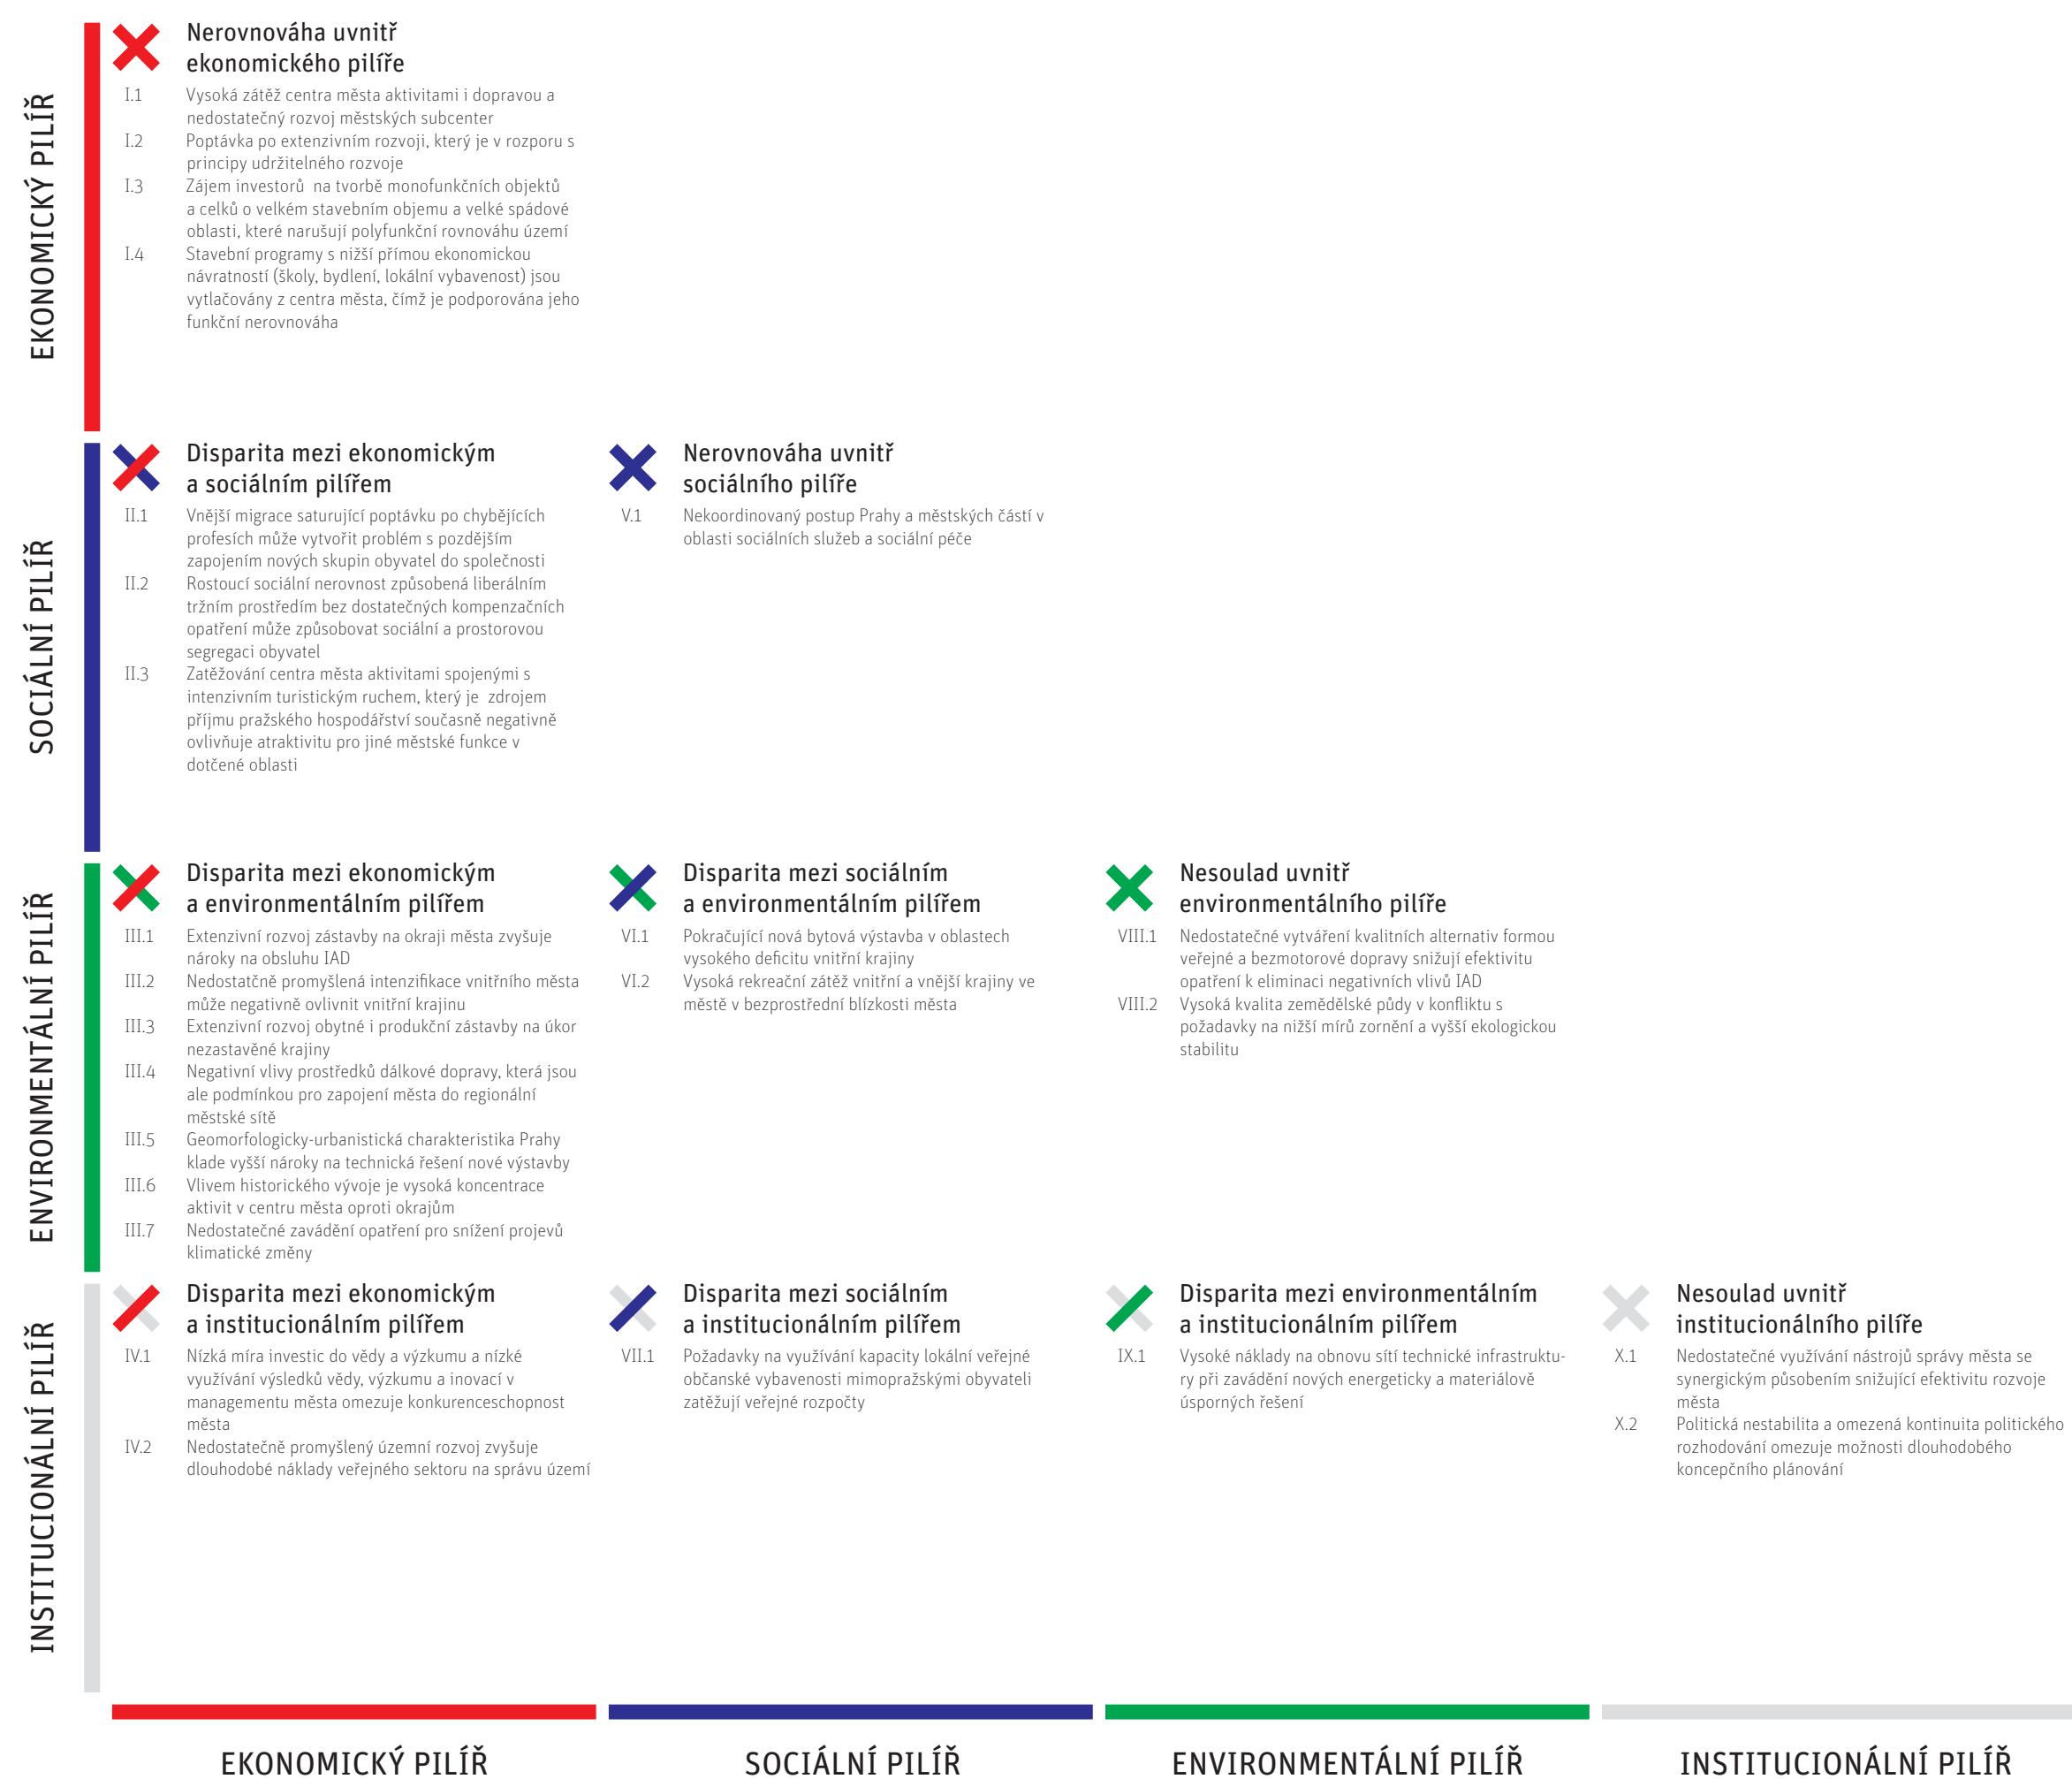 EKONOMICKÝ PILÍŘ
Nerovnováha uvnitř
ekonomického pilíře
I.1 Vysoká zátěž centra města aktivitami i dopravou a
nedostatečný rozvoj městských subcenter
I.2 Poptávka po extenzivním rozvoji, který je v rozporu s
principy udržitelného rozvoje
I.3 Zájem investorů na tvorbě monofunkčních objektů
a celků o velkém stavebním objemu a velké spádové
oblasti, které narušují polyfunkční rovnováhu území
I.4 Stavební programy s nižší přímou ekonomickou
návratností (školy, bydlení, lokální vybavenost) jsou
vytlačovány z centra města, čímž je podporována jeho
funkční nerovnováha
SOCIÁLNÍ PILÍŘ
Disparita mezi ekonomickým
a sociálním pilířem
II.1 Vnější migrace saturující poptávku po chybějících
profesích může vytvořit problém s pozdějším
zapojením nových skupin obyvatel do společnosti
II.2 Rostoucí sociální nerovnost způsobená liberálním
tržním prostředím bez dostatečných kompenzačních
opatření může způsobovat sociální a prostorovou
segregaci obyvatel
II.3 Zatěžování centra města aktivitami spojenými s
intenzivním turistickým ruchem, který je zdrojem
příjmu pražského hospodářství současně negativně
ovlivňuje atraktivitu pro jiné městské funkce v
dotčené oblasti
Nerovnováha uvnitř
sociálního pilíře
V.1 Nekoordinovaný postup Prahy a městských částí v
oblasti sociálních služeb a sociální péče
ENVIRONMENTÁLNÍ PILÍŘ
Disparita mezi ekonomickým
a environmentálním pilířem
III.1 Extenzivní rozvoj zástavby na okraji města zvyšuje
nároky na obsluhu IAD
III.2 Nedostatčně promyšlená intenzifikace vnitřního města
může negativně ovlivnit vnitřní krajinu
III.3 Extenzivní rozvoj obytné i produkční zástavby na úkor
nezastavěné krajiny
III.4 Negativní vlivy prostředků dálkové dopravy, která jsou
ale podmínkou pro zapojení města do regionální
městské sítě
III.5 Geomorfologicky-urbanistická charakteristika Prahy
klade vyšší nároky na technická řešení nové výstavby
III.6 Vlivem historického vývoje je vysoká koncentrace
aktivit v centru města oproti okrajům
III.7 Nedostatečné zavádění opatření pro snížení projevů
klimatické změny
Disparita mezi sociálním
a environmentálním pilířem
VI.1 Pokračující nová bytová výstavba v oblastech
vysokého deficitu vnitřní krajiny
VI.2 Vysoká rekreační zátěž vnitřní a vnější krajiny ve
městě v bezprostřední blízkosti města
Nesoulad uvnitř
environmentálního pilíře
VIII.1 Nedostatečné vytváření kvalitních alternativ formou
veřejné a bezmotorové dopravy snižují efektivitu
opatření k eliminaci negativních vlivů IAD
VIII.2 Vysoká kvalita zemědělské půdy v konfliktu s
požadavky na nižší mírů zornění a vyšší ekologickou
stabilitu
INSTITUCIONÁLNÍ PILÍŘ
Disparita mezi ekonomickým
a institucionálním pilířem
IV.1 Nízká míra investic do vědy a výzkumu a nízké
využívání výsledků vědy, výzkumu a inovací v
managementu města omezuje konkurenceschopnost
města
IV.2 Nedostatečně promyšlený územní rozvoj zvyšuje
dlouhodobé náklady veřejného sektoru na správu území
Disparita mezi sociálním
a institucionálním pilířem
VII.1 Požadavky na využívání kapacity lokální veřejné
občanské vybavenosti mimopražskými obyvateli
zatěžují veřejné rozpočty
Disparita mezi environmentálním
a institucionálním pilířem
IX.1 Vysoké náklady na obnovu sítí technické infrastruktu-
ry při zavádění nových energeticky a materiálově
úsporných řešení
Nesoulad uvnitř
institucionálního pilíře
X.1 Nedostatečné využívání nástrojů správy města se
synergickým působením snižující efektivitu rozvoje
města
X.2 Politická nestabilita a omezená kontinuita politického
rozhodování omezuje možnosti dlouhodobého
koncepčního plánování
EKONOMICKÝ PILÍŘ
SOCIÁLNÍ PILÍŘ
ENVIRONMENTÁLNÍ PILÍŘ
INSTITUCIONÁLNÍ PILÍŘ